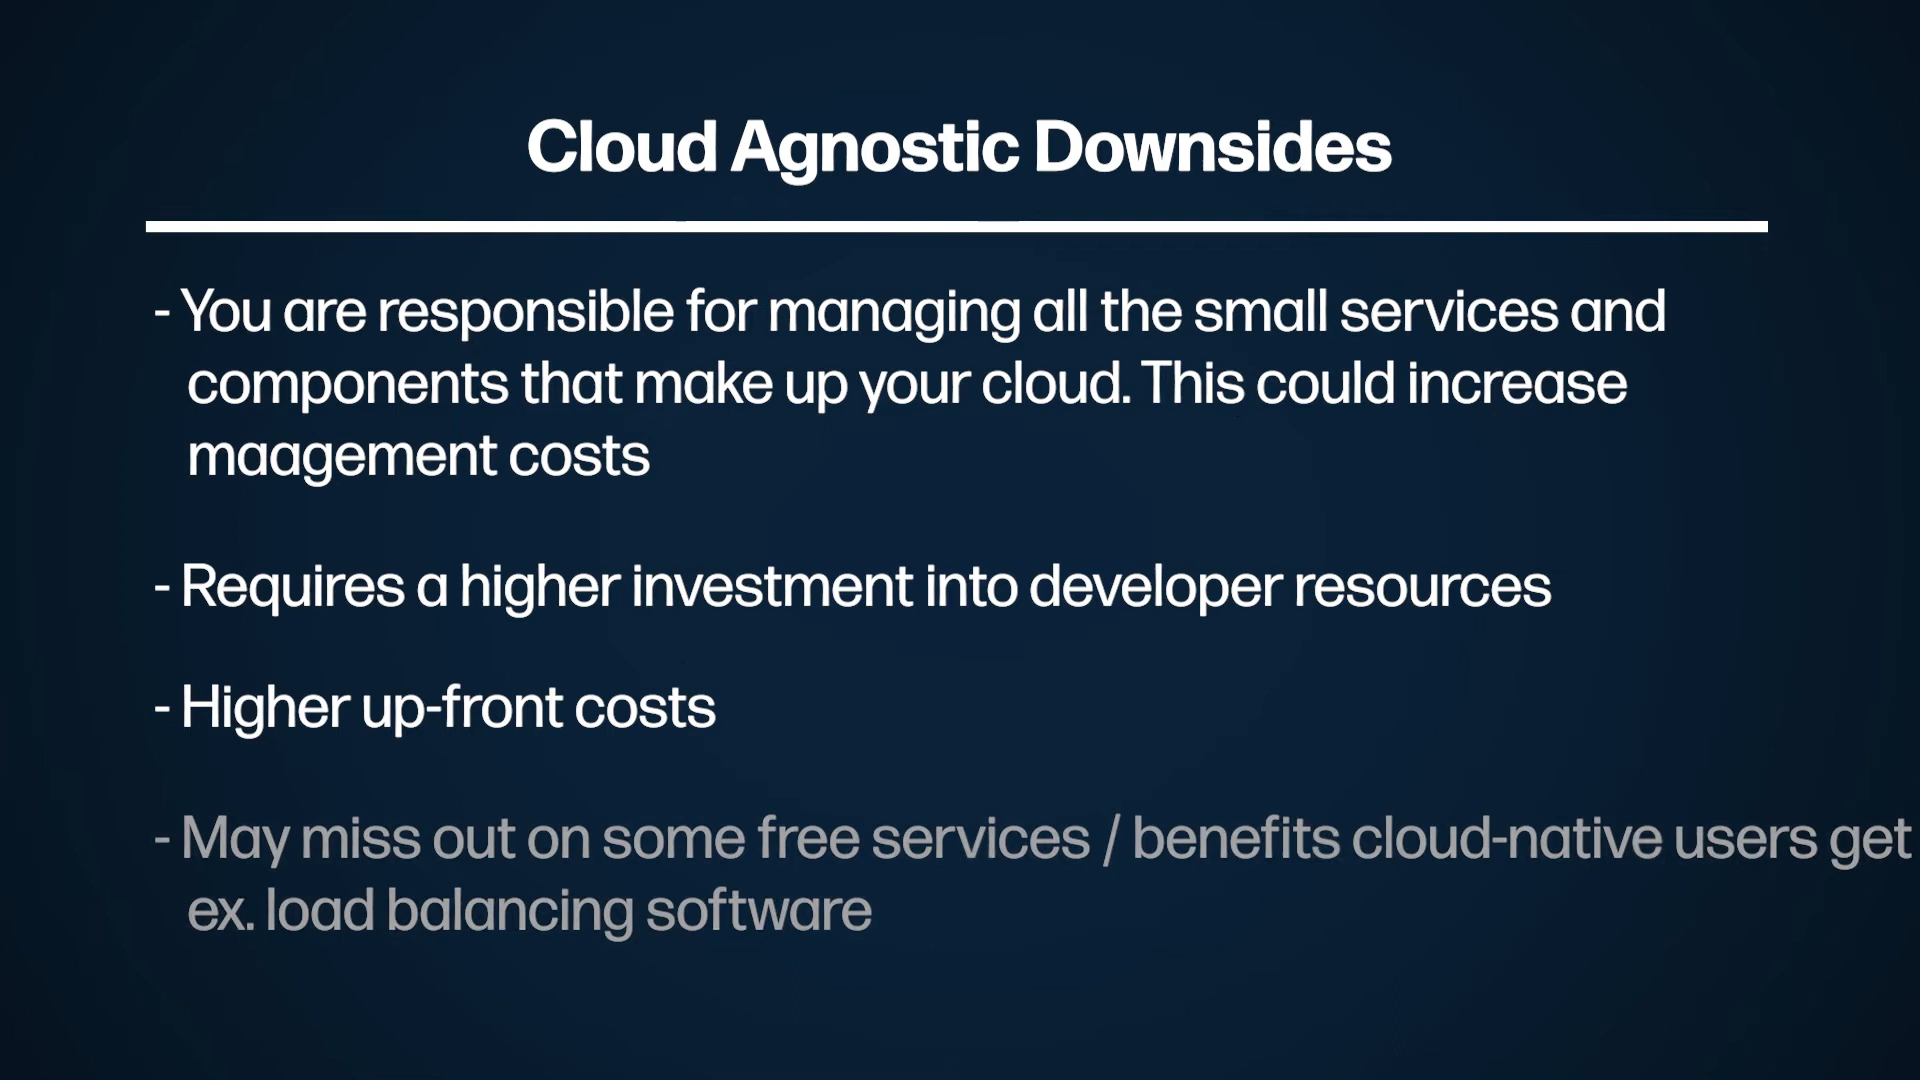 Cloud Agnostic Downsides
- You are responsible for managing all the small services and
components that make up your cloud. This could increase
maagement costs
- Requires a higher investment into developer resources
- Higher up-front costs
- May miss out on some free services / benefits cloud-native users get
ex. load balancing software